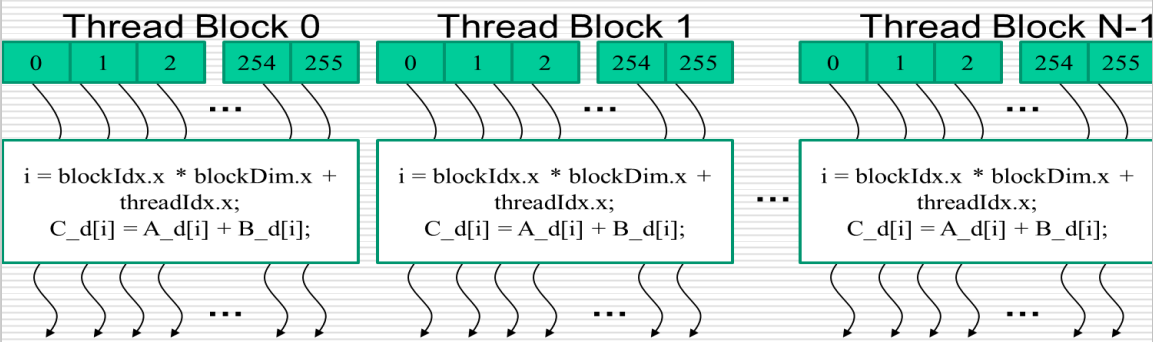 Thread Block 0
0 1 2 254 255
...
i = blockIdx.x * blockDim.x +
threadIdx.x;
C_d[i] = A_d[i] + B_d[i];
...
Thread Block 1
0 1 2 254 255
...
i = blockIdx.x * blockDim.x +
threadIdx.x;
C_d[i] = A_d[i] + B_d[i];
...
...
Thread Block N-1
0 1 2 254 255
...
i = blockIdx.x * blockDim.x +
threadIdx.x;
C_d[i] = A_d[i] + B_d[i];
...